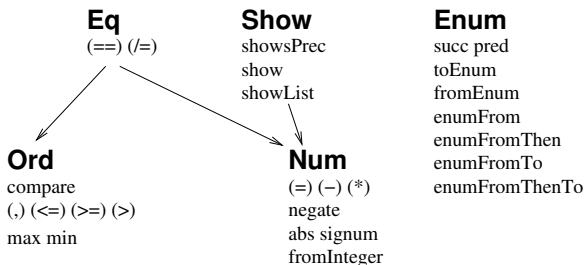 Eq
(==) (/=)
Show
showsPrec
show
showList
Enum
succ pred
toEnum
fromEnum
enumFrom
enumFromThen
enumFromTo
enumFromThenTo
Ord
compare
(,) (<=) (>=) (>)
max min
Num
(=) (−) (*)
negate
abs signum
fromInteger